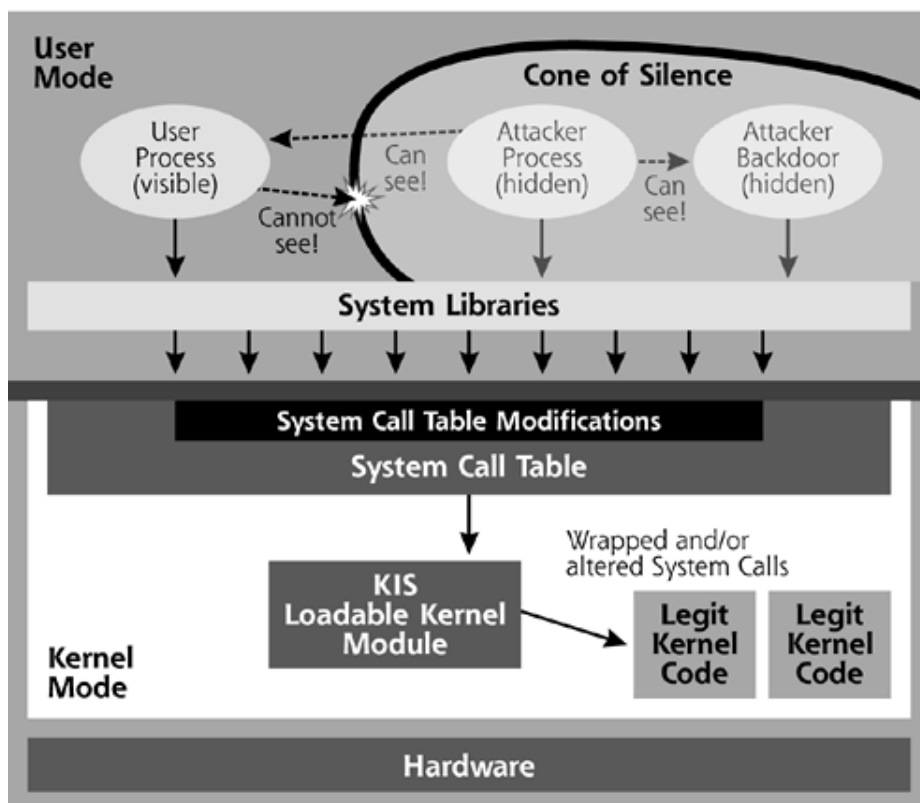 User
Mode
Cone of Silence
User
Process
(visible)
Can
see!
Attacker
Process
(hidden)
Can
see!
Attacker
Backdoor
(hidden)
Cannot
see!
System Libraries
System Call Table Modifications
System Call Table
KIS
Loadable Kernel
Module
Wrapped and/or
altered System Calls
Legit
Kernel
Code
Legit
Kernel
Code
Kernel
Mode
Hardware